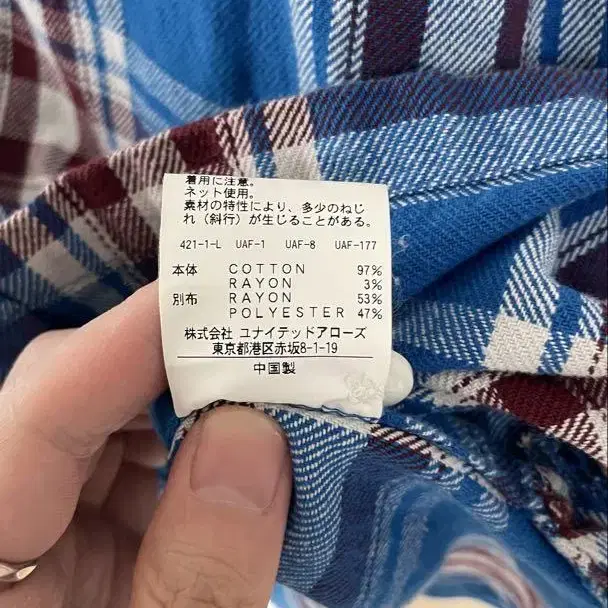 着用に注意。
ネット使用。
素材の特性により、多少のねじ
れ（斜行）が生じることがある。
421-1-L UAF-1 UAF-8 UAF-177
本体 COTTON 97%
RAYON 3%
別布 RAYON 53%
POLYESTER 47%
株式会社 ユナイテッドアローズ
東京都港区赤坂8-1-19
中国製